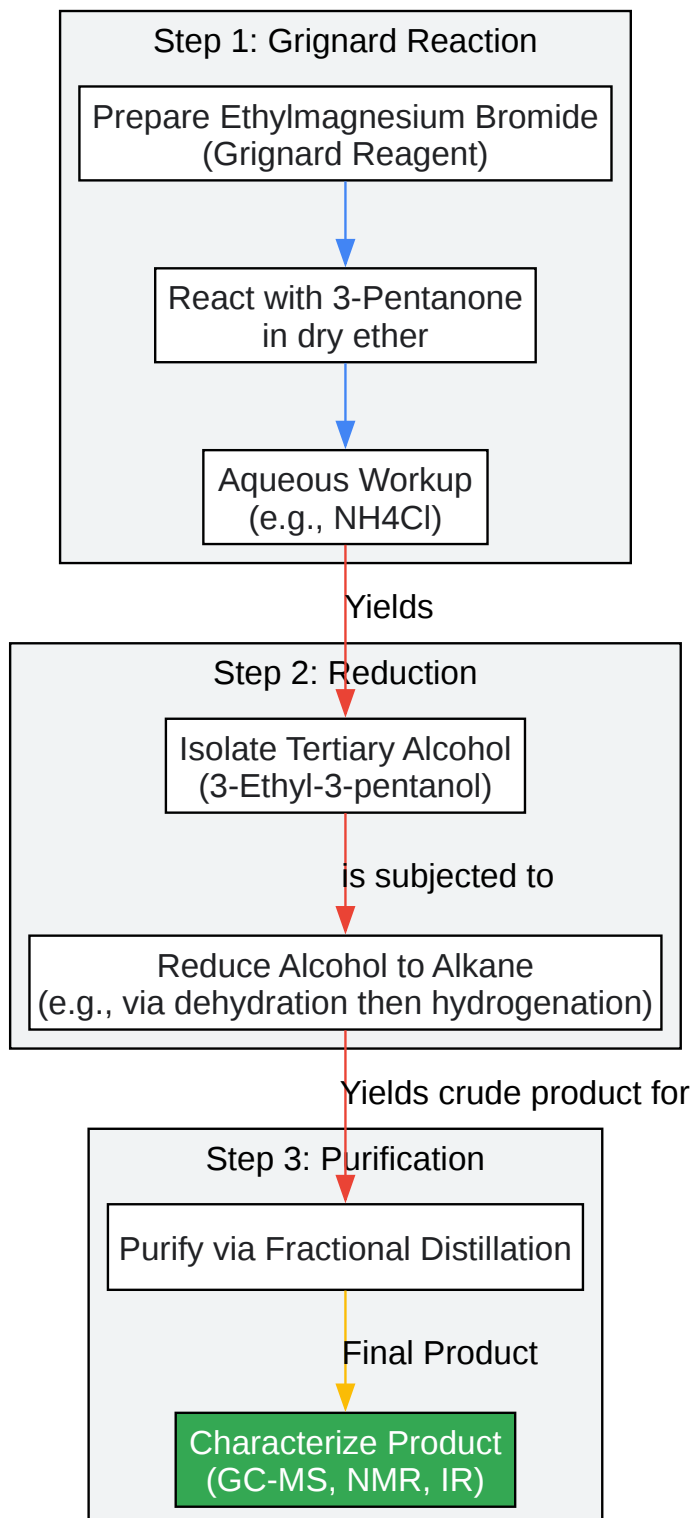 Step 1: Grignard Reaction
Prepare Ethylmagnesium Bromide
(Grignard Reagent)
React with 3-Pentanone
in dry ether
Aqueous Workup
(e.g., NH4Cl)
Yields
Step 2: Reduction
Isolate Tertiary Alcohol
(3-Ethyl-3-pentanol)
is subjected to
Reduce Alcohol to Alkane
(e.g., via dehydration then hydrogenation)
Yields crude product for
Step 3: Purification
Purify via Fractional Distillation
Final Product
Characterize Product
(GC-MS, NMR, IR)